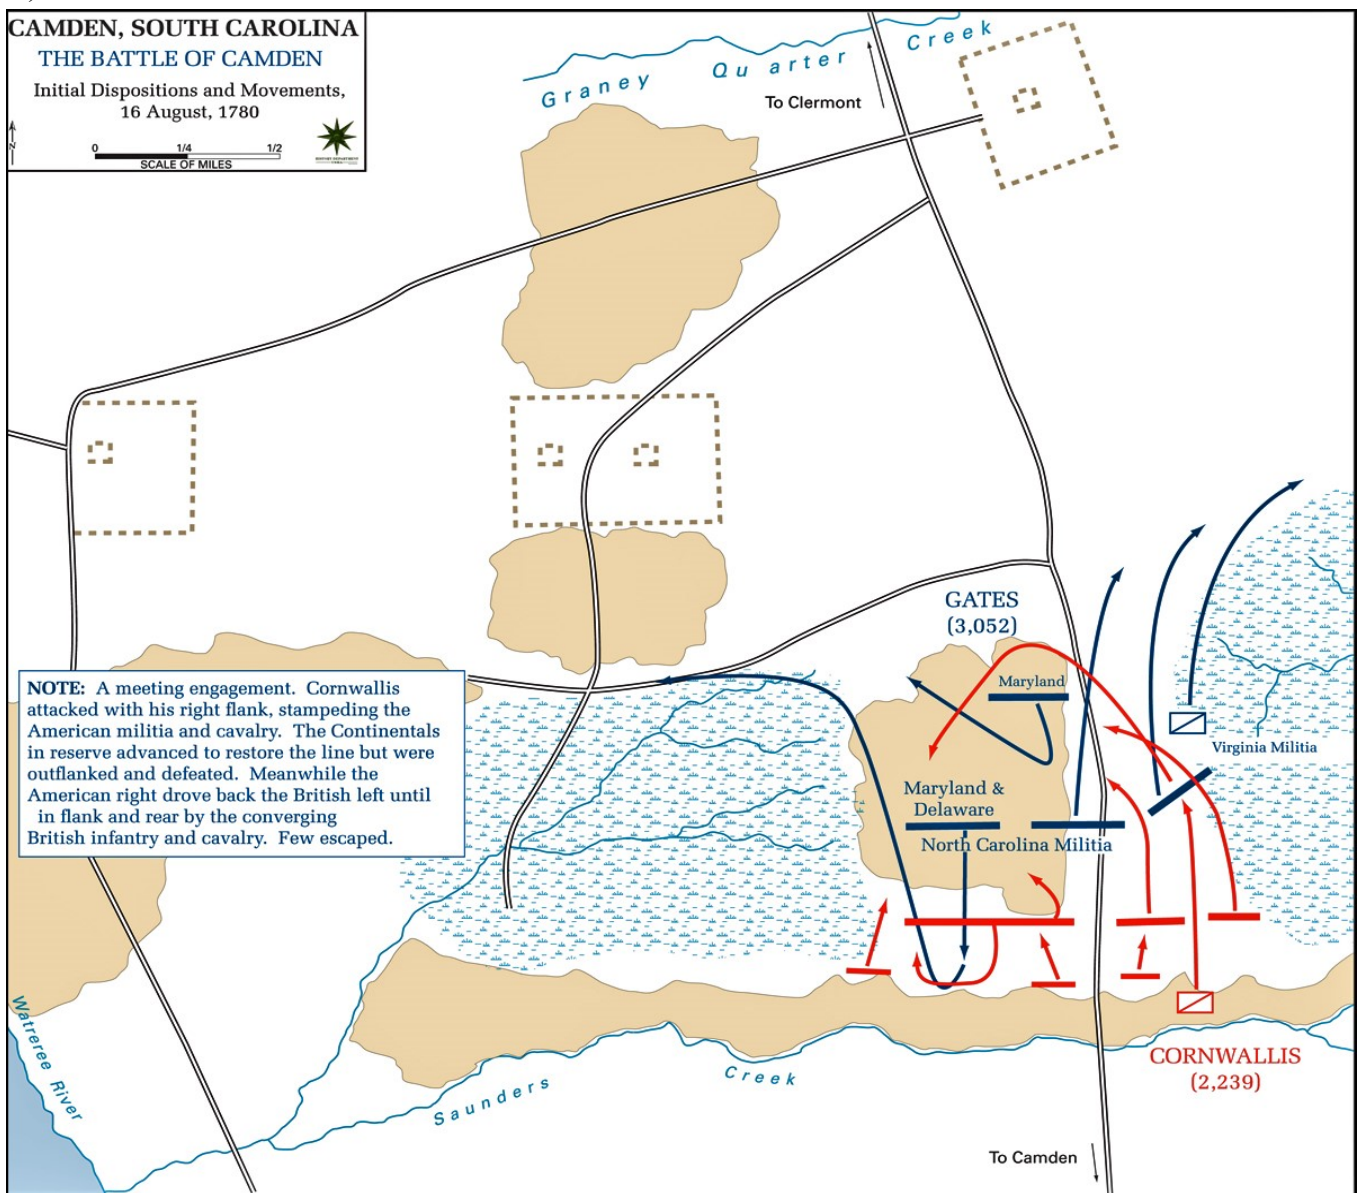 CAMDEN, SOUTH CAROLINA
THE BATTLE OF CAMDEN
Initial Dispositions and Movements,
16 August, 1780
N
0 1/4 1/2
SCALE OF MILES
Graney Quarter Creek
To Clermont
GATES
(3,052)
Maryland
Virginia Militia
Maryland &
Delaware
North Carolina Militia
NOTE: A meeting engagement. Cornwallis
attacked with his right flank, stampeding the
American militia and cavalry. The Continentals
in reserve advanced to restore the line but were
outflanked and defeated. Meanwhile the
American right drove back the British left until
in flank and rear by the converging
British infantry and cavalry. Few escaped.
Watreree River
Saunders Creek
CORNWALLIS
(2,239)
To Camden